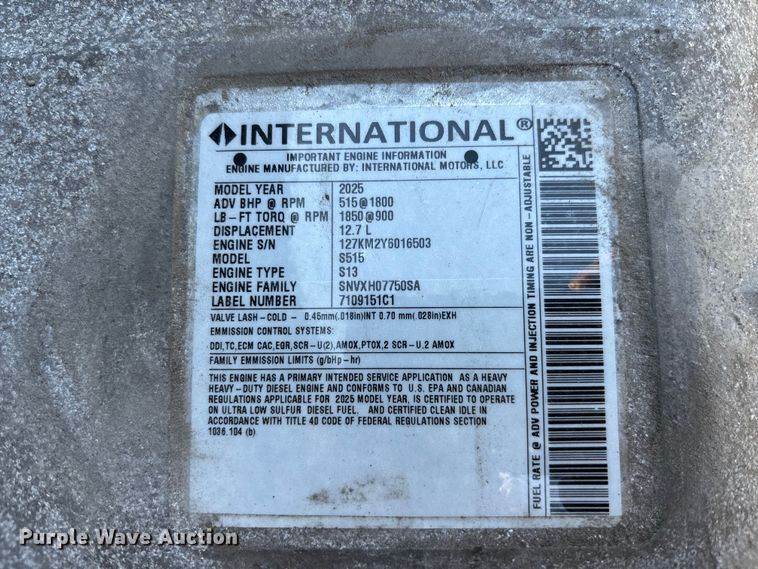 INTERNATIONAL®
IMPORTANT ENGINE INFORMATION
ENGINE MANUFACTURED BY: INTERNATIONAL MOTORS, LLC
MODEL YEAR 2025
ADV BHP @ RPM 515@1800
LB-FT TORQ @ RPM 1850@900
DISPLACEMENT 12.7 L
ENGINE S/N 127KM2Y6016503
MODEL S515
ENGINE TYPE S13
ENGINE FAMILY SNVXH07750SA
LABEL NUMBER 7109151C1
VALVE LASH-COLD - 0.46mm(.018in)INT 0.70 mm(.028in)EXH
EMMISSION CONTROL SYSTEMS:
DDI,TC,ECM CAC,EGR,SCR-U(2),AMOX,PTOX,2 SCR-U,2 AMOX
FAMILY EMMISSION LIMITS (g/bHp-hr)
THIS ENGINE HAS A PRIMARY INTENDED SERVICE APPLICATION AS A HEAVY
HEAVY-DUTY DIESEL ENGINE AND CONFORMS TO U.S. EPA AND CANADIAN
REGULATIONS APPLICABLE FOR 2025 MODEL YEAR, IS CERTIFIED TO OPERATE
ON ULTRA LOW SULFUR DIESEL FUEL. AND CERTIFIED CLEAN IDLE IN
ACCORDANCE WITH TITLE 40 CODE OF FEDERAL REGULATIONS SECTION
1036.104 (b)
FUEL RATE @ ADV POWER AND INJECTION TIMING ARE NON-ADJUSTABLE
Purple Wave Auction